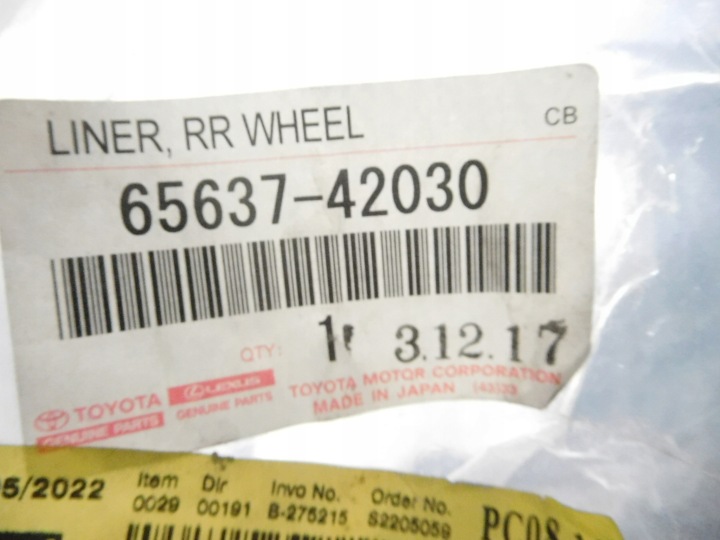 LINER, RR WHEEL CB
65637-42030
QTY: 1 3.12.17
TOYOTA LEXUS TOYOTA MOTOR CORPORATION
GENUINE PARTS GENUINE PARTS MADE IN JAPAN
5/2022 Item Dir Invo No. Order No.
0029 00191 B-275215 S2205059 PC0S